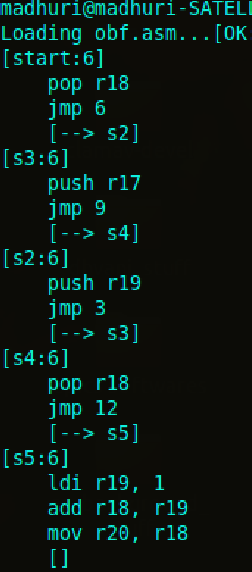 madhuri@madhuri-SATELL
Loading obf.asm...[OK
[start:6]
pop r18
jmp 6
[--> s2]
[s3:6]
push r17
jmp 9
[--> s4]
[s2:6]
push r19
jmp 3
[--> s3]
[s4:6]
pop r18
jmp 12
[--> s5]
[s5:6]
ldi r19, 1
add r18, r19
mov r20, r18
[]